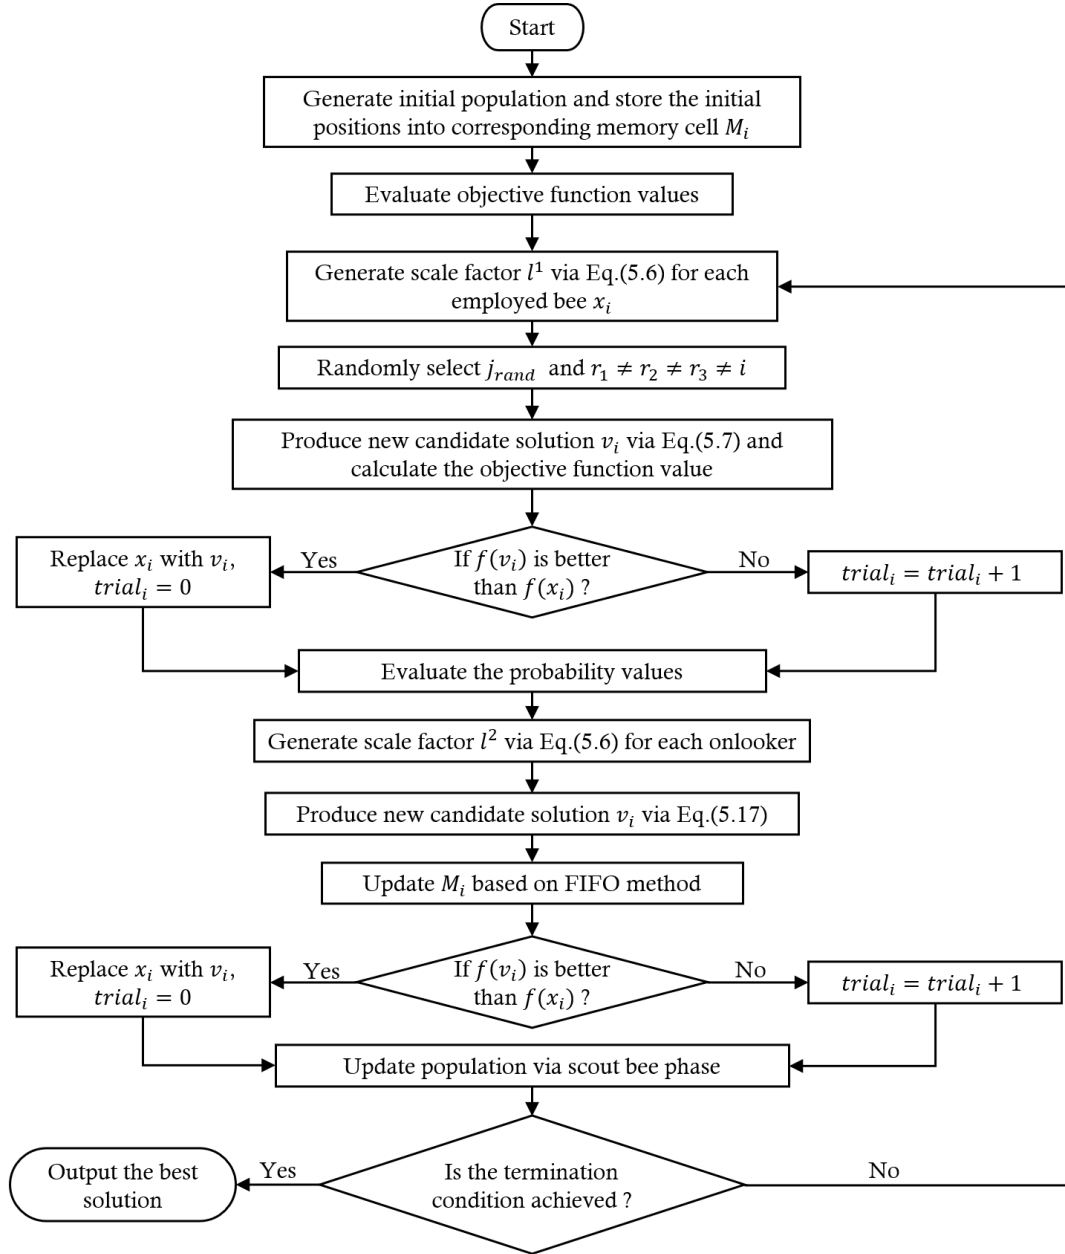 Start
Generate initial population and store the initial
positions into corresponding memory cell $M_i$
Evaluate objective function values
Generate scale factor $l^1$ via Eq.(5.6) for each
employed bee $x_i$
Randomly select $j_{rand}$ and $r_1 \neq r_2 \neq r_3 \neq i$
Produce new candidate solution $v_i$ via Eq.(5.7) and
calculate the objective function value
Replace $x_i$ with $v_i$,
$trial_i = 0$
Yes
If $f(v_i)$ is better
than $f(x_i)$ ?
No
$trial_i = trial_i + 1$
Evaluate the probability values
Generate scale factor $l^2$ via Eq.(5.6) for each onlooker
Produce new candidate solution $v_i$ via Eq.(5.17)
Update $M_i$ based on FIFO method
Replace $x_i$ with $v_i$,
$trial_i = 0$
Yes
If $f(v_i)$ is better
than $f(x_i)$ ?
No
$trial_i = trial_i + 1$
Update population via scout bee phase
Output the best
solution
Yes
Is the termination
condition achieved ?
No